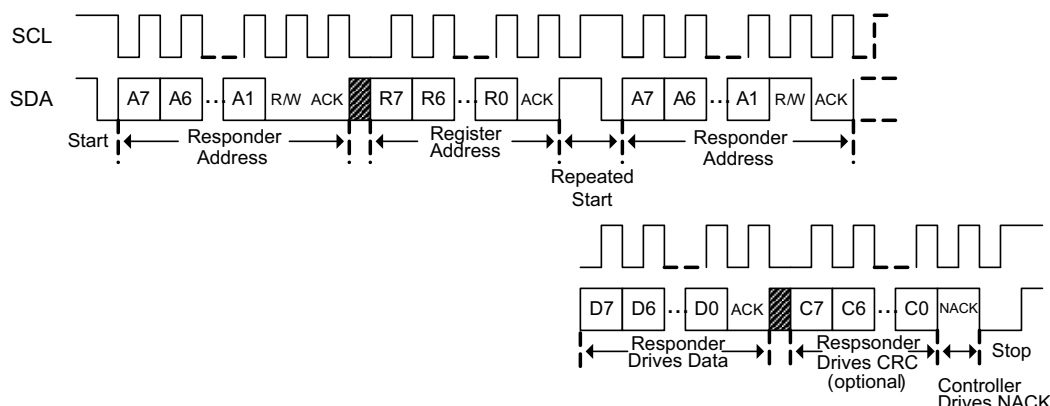 SCL
SDA
A7 A6 ... A1 R/W ACK R7 R6 ... R0 ACK A7 A6 ... A1 R/W ACK
Start
Responder
Address
Register
Address
Repeated
Start
Responder
Address
D7 D6 ... D0 ACK C7 C6 ... C0 NACK
Responder
Drives Data
Respsonder
Drives CRC
(optional)
Stop
Controller
Drives NACK